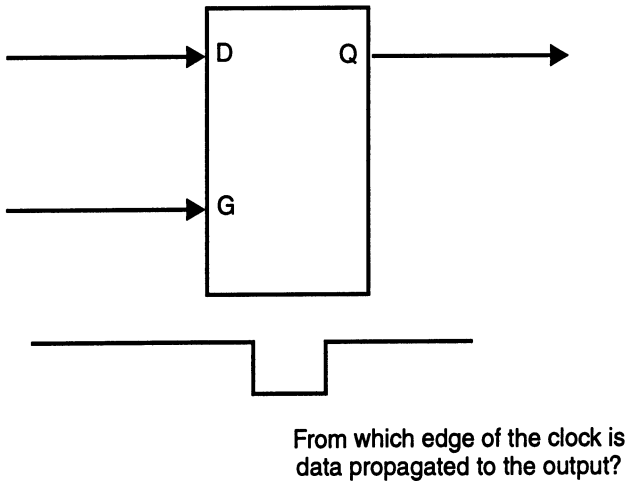 D
Q
G
From which edge of the clock is
data propagated to the output?